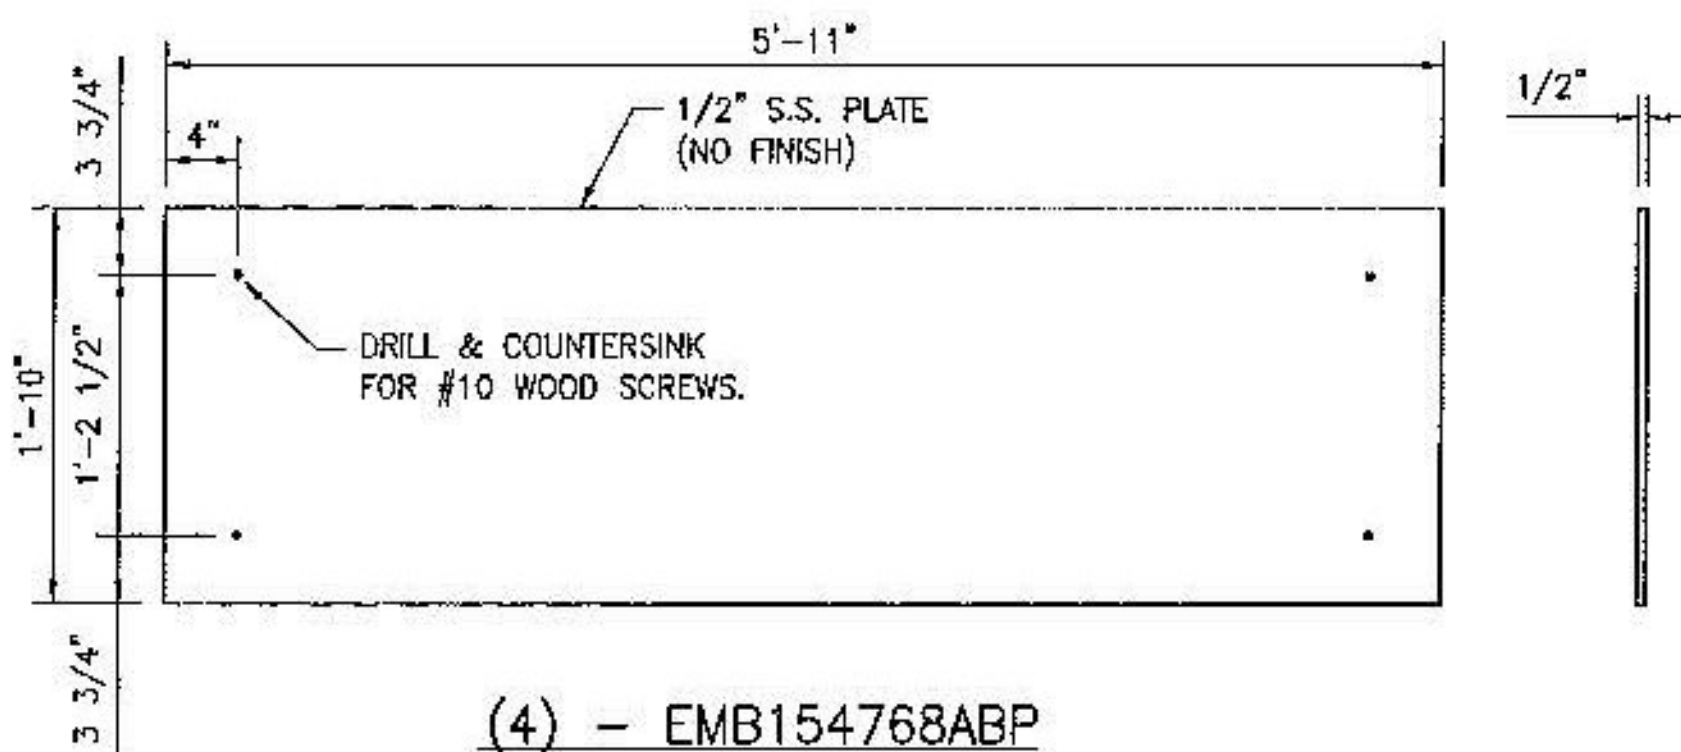 5'-11"
3 3/4"
4"
1/2" S.S. PLATE
(NO FINISH)
1/2"
1'-10"
1'-2 1/2"
DRILL & COUNTERSINK
FOR #10 WOOD SCREWS.
3 3/4"
(4) - EMB154768ABP